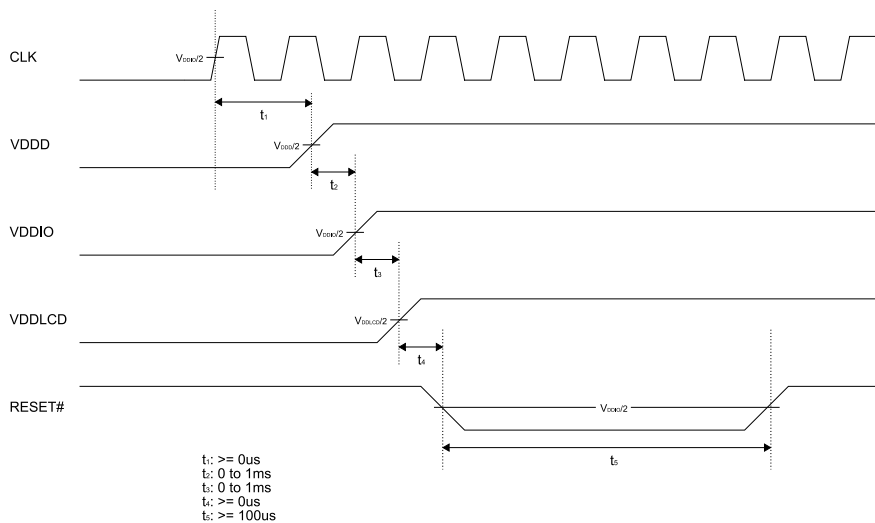 CLK
VDDIO/2
t1
VDDD
VDDD/2
t2
VDDIO
VDDIO/2
t3
VDDLCD
VDDLCD/2
t4
RESET#
VDDIO/2
t5
t1: >= 0us
t2: 0 to 1ms
t3: 0 to 1ms
t4: >= 0us
t5: >= 100us